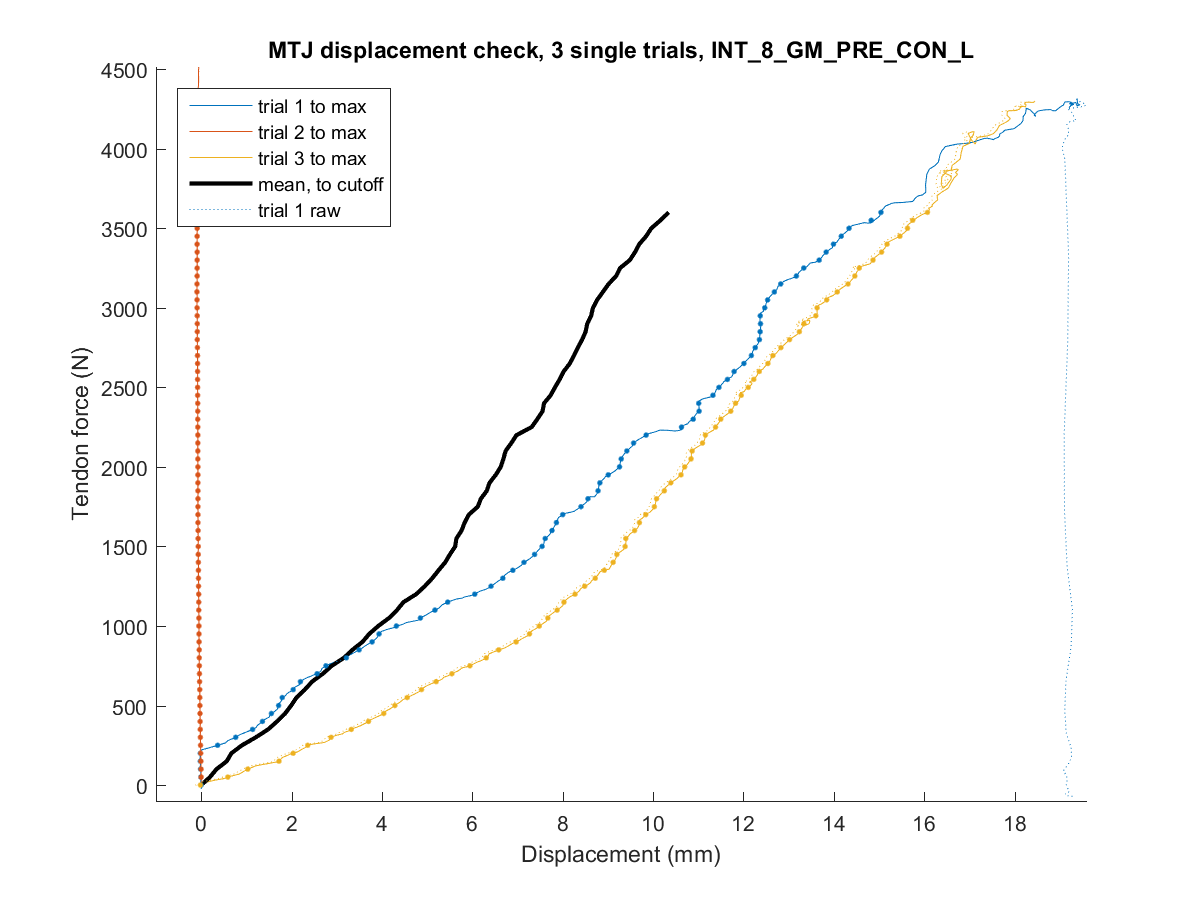 MTJ displacement check, 3 single trials, INT_8_GM_PRE_CON_L
4500
4000
3500
3000
2500
2000
1500
1000
500
0
Tendon force (N)
trial 1 to max
trial 2 to max
trial 3 to max
mean, to cutoff
trial 1 raw
0 2 4 6 8 10 12 14 16 18
Displacement (mm)